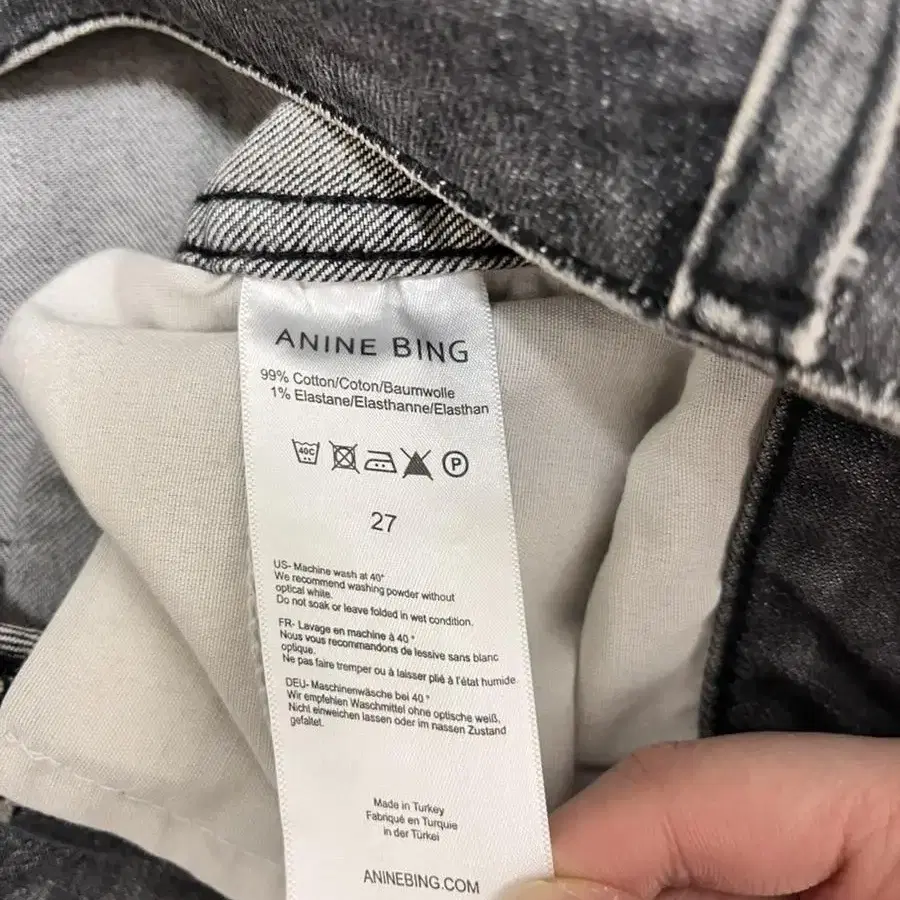 ANINE BING
99% Cotton/Coton/Baumwolle
1% Elastane/Elasthanne/Elasthan
40C P
27
US- Machine wash at 40°
We recommend washing powder without
optical white.
Do not soak or leave folded in wet condition.
FR- Lavage en machine à 40 °
Nous vous recommandons de lessive sans blanc
optique.
Ne pas faire tremper ou à laisser plié à l'état humide
DEU- Maschinenwäsche bei 40 °
Wir empfehlen Waschmittel ohne optische weiß.
Nicht einweichen lassen oder im nassen Zustand
gefaltet.
Made in Turkey
Fabriqué en Turquie
in der Türkei
ANINEBING.COM